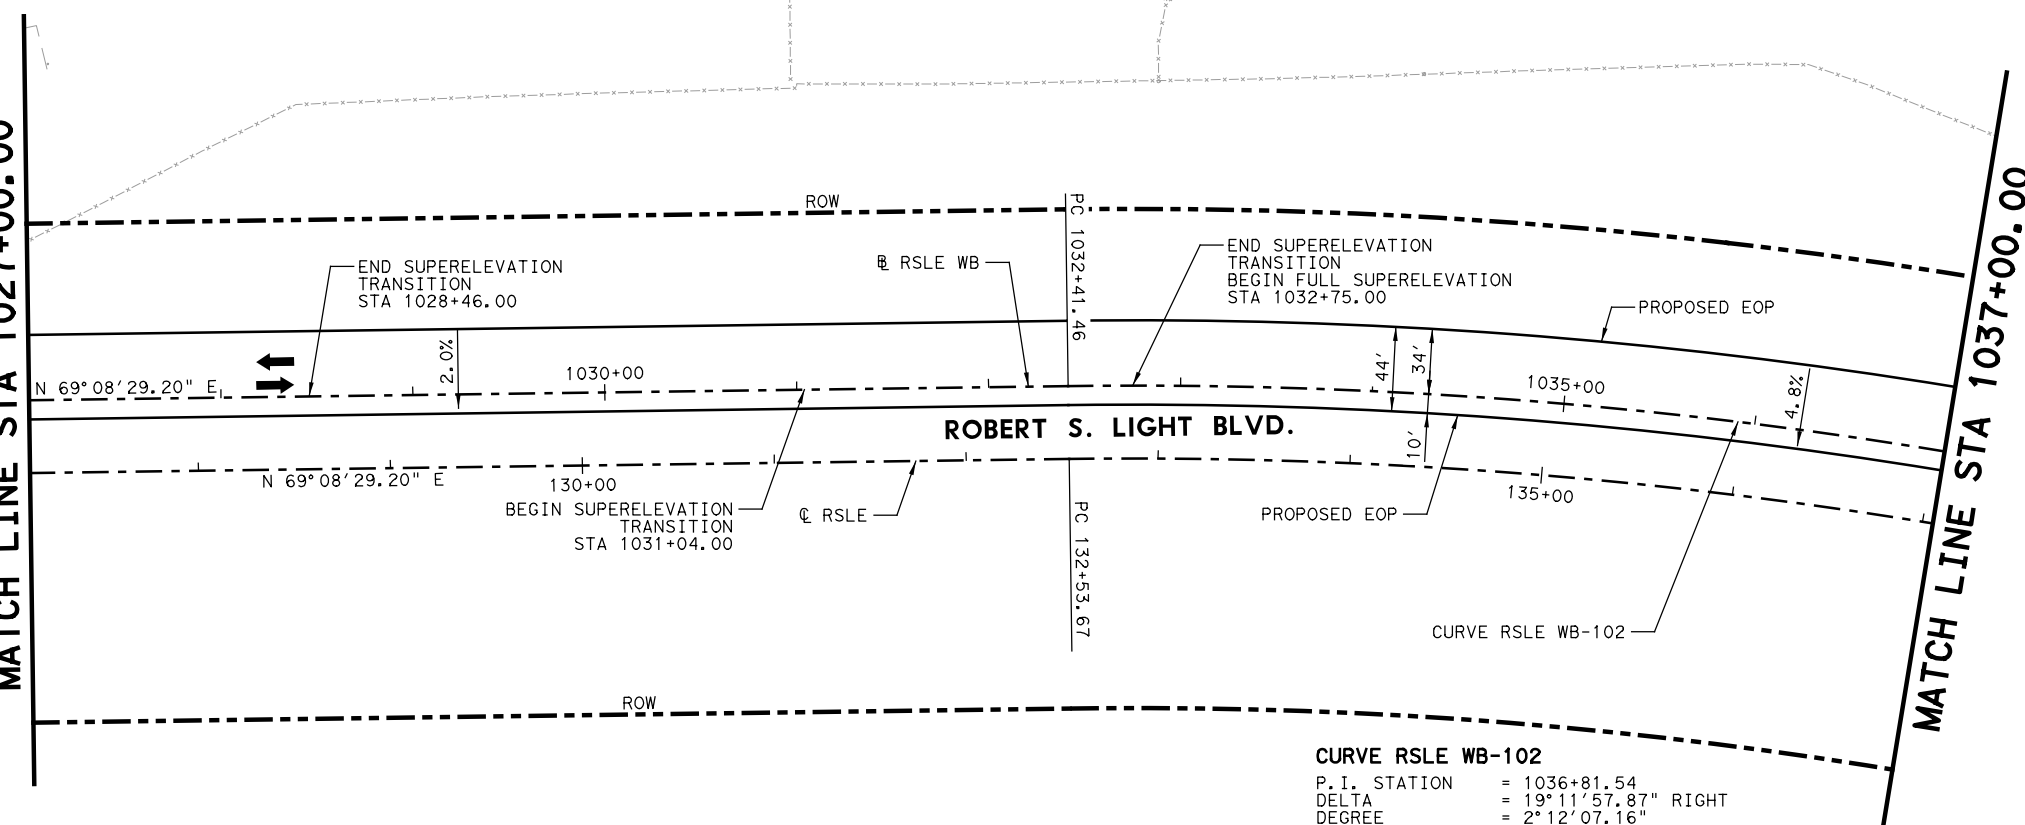 MATCH LINE STA 1027+00.00
ROW
PC 1032+41.46
END SUPERELEVATION
TRANSITION
STA 1028+46.00
℄ RSLE WB
END SUPERELEVATION
TRANSITION
BEGIN FULL SUPERELEVATION
STA 1032+75.00
PROPOSED EOP
MATCH LINE STA 1037+00.00
2.0%
44'
34'
N 69°08'29.20" E
1030+00
1035+00
4.8%
ROBERT S. LIGHT BLVD.
10'
N 69°08'29.20" E
130+00
135+00
BEGIN SUPERELEVATION
TRANSITION
STA 1031+04.00
℄ RSLE
PROPOSED EOP
PC 132+53.67
CURVE RSLE WB-102
ROW
CURVE RSLE WB-102
P.I. STATION = 1036+81.54
DELTA = 19°11'57.87" RIGHT
DEGREE = 2°12'07.16"